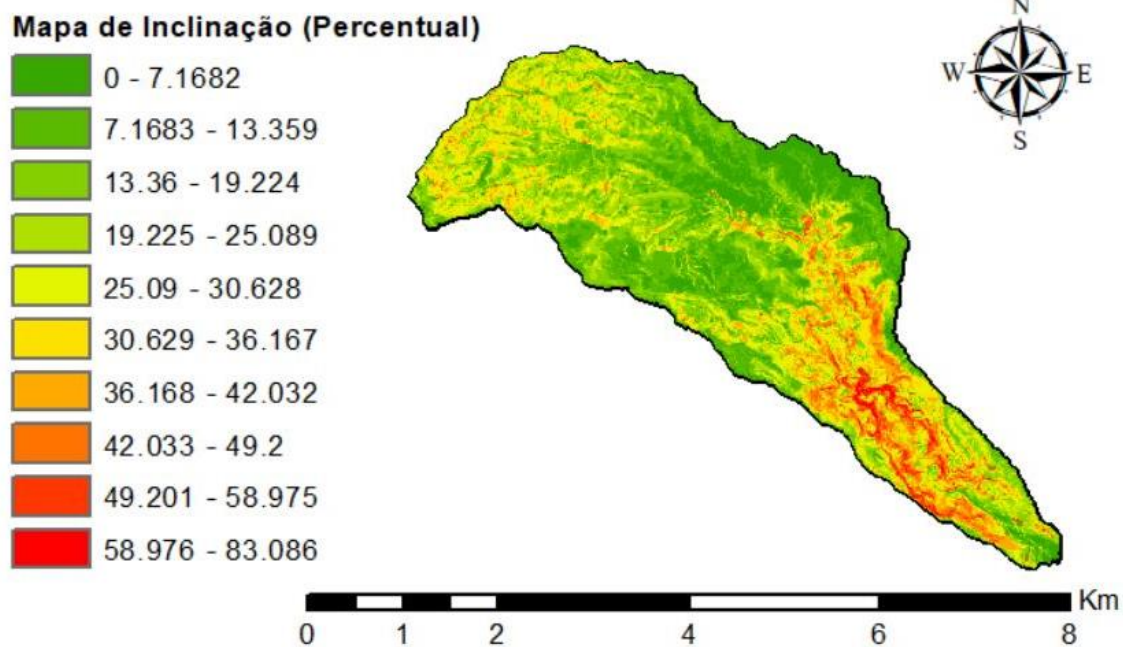 Mapa de Inclinação (Percentual)
0 - 7.1682
7.1683 - 13.359
13.36 - 19.224
19.225 - 25.089
25.09 - 30.628
30.629 - 36.167
36.168 - 42.032
42.033 - 49.2
49.201 - 58.975
58.976 - 83.086
N
W E
S
Km
0 1 2 4 6 8